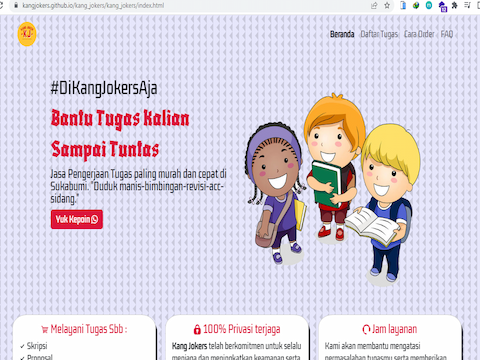 kangjokers.github.io/kang_jokers/kang_jokers/index.html
Beranda Daftar Tugas Cara Order FAQ
#DiKangJokersAja
Bantu Tugas Kalian
Sampai Tuntas
Jasa Pengerjaan Tugas paling murah dan cepat di
Sukabumi. "Duduk manis-bimbingan-revisi-acc-
sidang."
Yuk Kepoin
Melayani Tugas Sbb :
✓ Skripsi
✓ Proposal
100% Privasi terjaga
Kang Jokers telah berkomitmen untuk selalu
menjaga dan meningkatkan keamanan serta
Jam layanan
Kami akan membantu mengatasi
permasalahan tugasmu serta memberikan